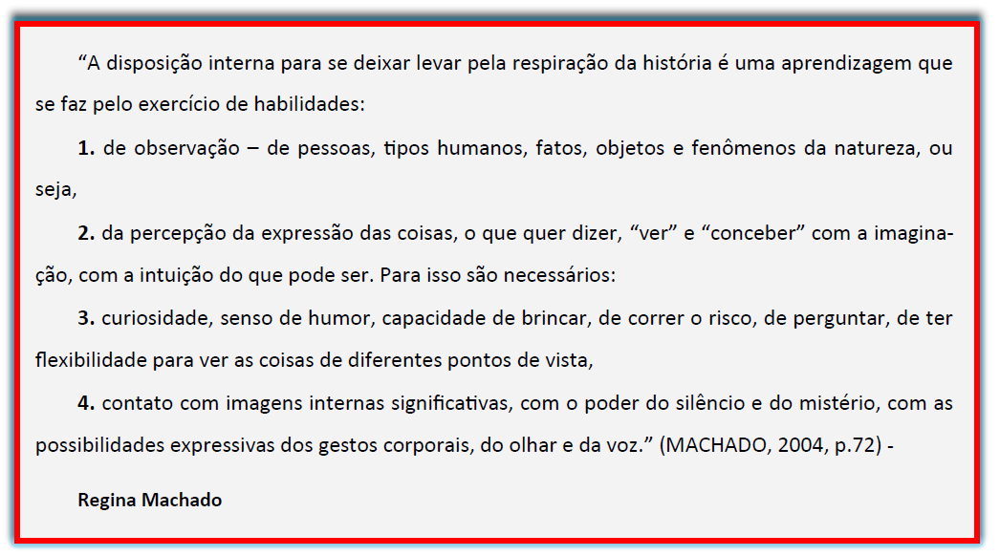 “A disposição interna para se deixar levar pela respiração da história é uma aprendizagem que
se faz pelo exercício de habilidades:
1. de observação – de pessoas, tipos humanos, fatos, objetos e fenômenos da natureza, ou
seja,
2. da percepção da expressão das coisas, o que quer dizer, “ver” e “conceber” com a imagina-
ção, com a intuição do que pode ser. Para isso são necessários:
3. curiosidade, senso de humor, capacidade de brincar, de correr o risco, de perguntar, de ter
flexibilidade para ver as coisas de diferentes pontos de vista,
4. contato com imagens internas significativas, com o poder do silêncio e do mistério, com as
possibilidades expressivas dos gestos corporais, do olhar e da voz.” (MACHADO, 2004, p.72) -
Regina Machado